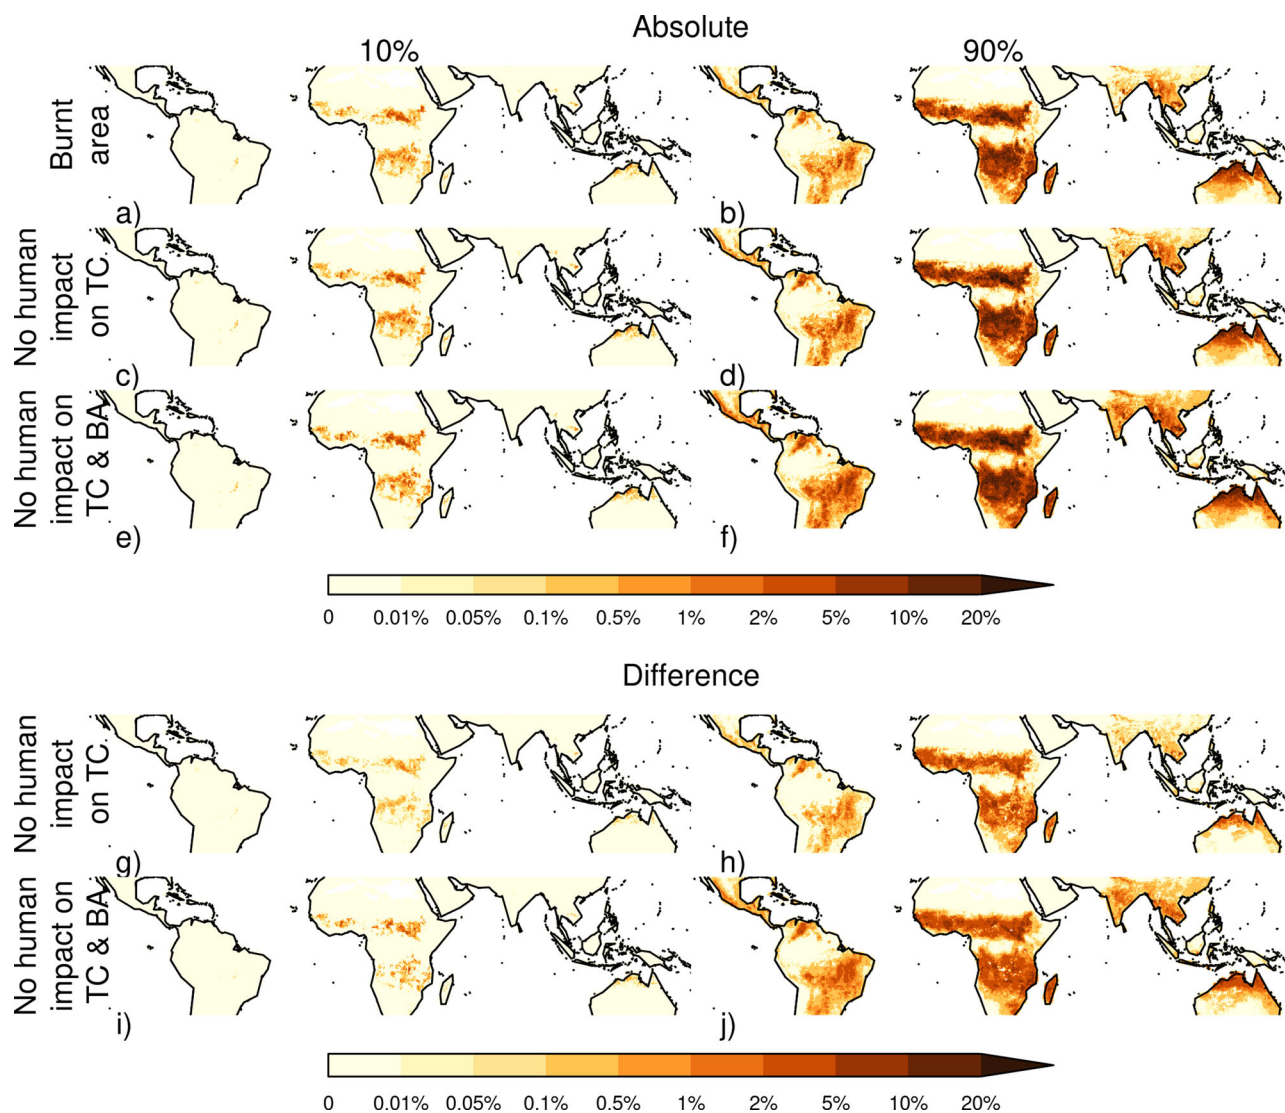 Absolute
10%
90%
Burnt
area
a)
b)
No human
impact
on TC.
c)
d)
No human
impact on
TC & BA
e)
f)
0 0.01% 0.05% 0.1% 0.5% 1% 2% 5% 10% 20%
Difference
No human
impact
on TC.
g)
h)
No human
impact on
TC & BA
i)
j)
0 0.01% 0.05% 0.1% 0.5% 1% 2% 5% 10% 20%